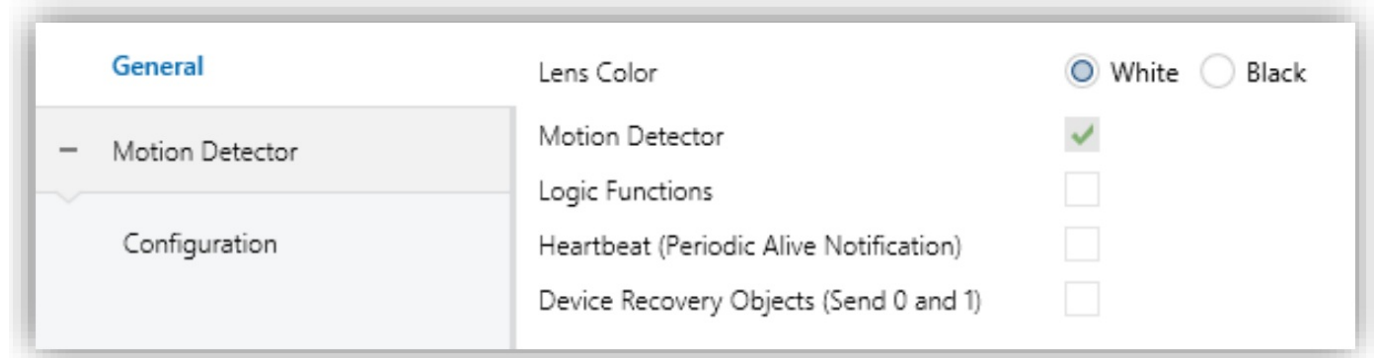 General
Motion Detector
Configuration
Lens Color White Black
Motion Detector
Logic Functions
Heartbeat (Periodic Alive Notification)
Device Recovery Objects (Send 0 and 1)